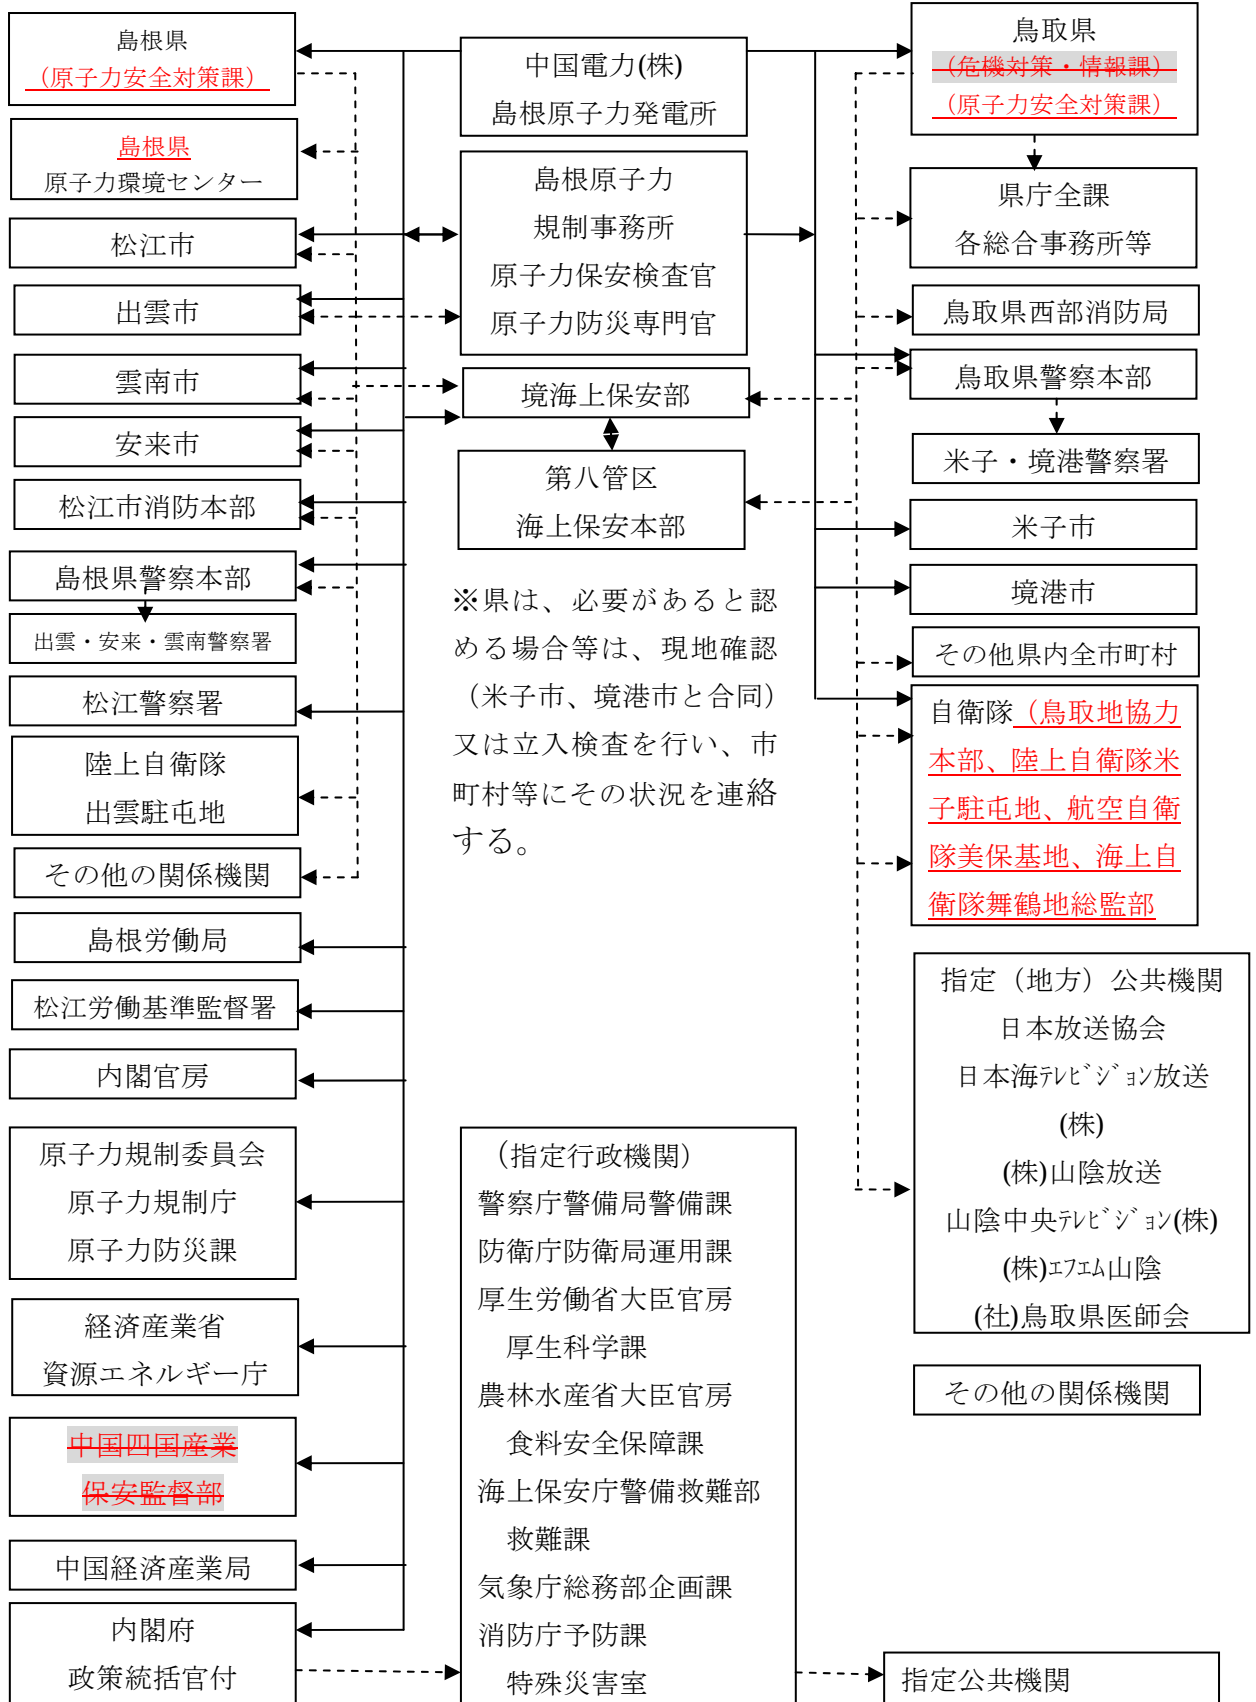 島根県
（原子力安全対策課）
島根県
原子力環境センター
松江市
出雲市
雲南市
安来市
松江市消防本部
島根県警察本部
出雲・安来・雲南警察署
松江警察署
陸上自衛隊
出雲駐屯地
その他の関係機関
島根労働局
松江労働基準監督署
内閣官房
原子力規制委員会
原子力規制庁
原子力防災課
経済産業省
資源エネルギー庁
中国四国産業
保安監督部
中国経済産業局
内閣府
政策統括官付
中国電力(株)
島根原子力発電所
島根原子力
規制事務所
原子力保安検査官
原子力防災専門官
境海上保安部
第八管区
海上保安本部
※県は、必要があると認
める場合等は、現地確認
（米子市、境港市と合同）
又は立入検査を行い、市
町村等にその状況を連絡
する。
（指定行政機関）
警察庁警備局警備課
防衛庁防衛局運用課
厚生労働省大臣官房
厚生科学課
農林水産省大臣官房
食料安全保障課
海上保安庁警備救難部
救難課
気象庁総務部企画課
消防庁予防課
特殊災害室
鳥取県
（危機対策・情報課）
（原子力安全対策課）
県庁全課
各総合事務所等
鳥取県西部消防局
鳥取県警察本部
米子・境港警察署
米子市
境港市
その他県内全市町村
自衛隊（鳥取地協力
本部、陸上自衛隊米
子駐屯地、航空自衛
隊美保基地、海上自
衛隊舞鶴地総監部
指定（地方）公共機関
日本放送協会
日本海ﾃﾚﾋﾞｼﾞｮﾝ放送
(株)
(株)山陰放送
山陰中央ﾃﾚﾋﾞｼﾞｮﾝ(株)
(株)ｴﾌｴﾑ山陰
(社)鳥取県医師会
その他の関係機関
指定公共機関